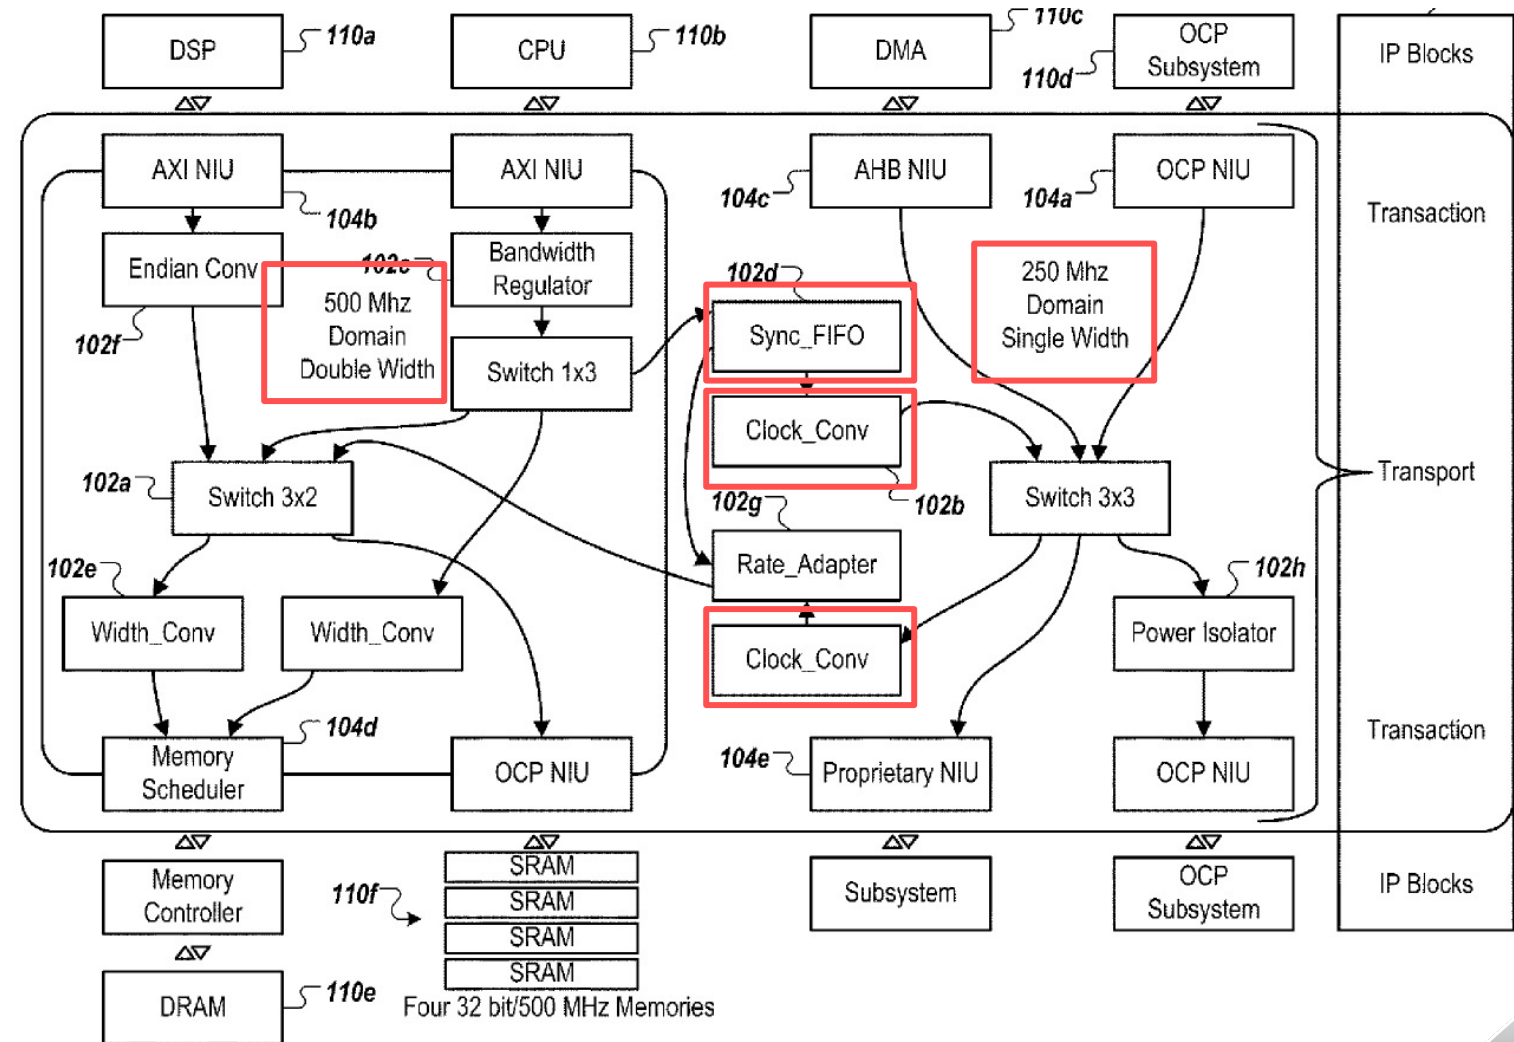 DSP
110a
CPU
110b
DMA
110c
OCP
Subsystem
110d
IP Blocks
AXI NIU
104b
AXI NIU
AHB NIU
104c
OCP NIU
104a
Transaction
Endian Conv
102f
500 Mhz
Domain
Double Width
102c
Bandwidth
Regulator
Switch 1x3
102d
Sync_FIFO
250 Mhz
Domain
Single Width
Clock_Conv
102b
102a
Switch 3x2
102g
Rate_Adapter
Switch 3x3
Transport
102e
Width_Conv
Width_Conv
Clock_Conv
102h
Power Isolator
104d
Memory
Scheduler
OCP NIU
104e
Proprietary NIU
OCP NIU
Transaction
Memory
Controller
110f
SRAM
SRAM
SRAM
SRAM
Four 32 bit/500 MHz Memories
Subsystem
OCP
Subsystem
IP Blocks
DRAM
110e